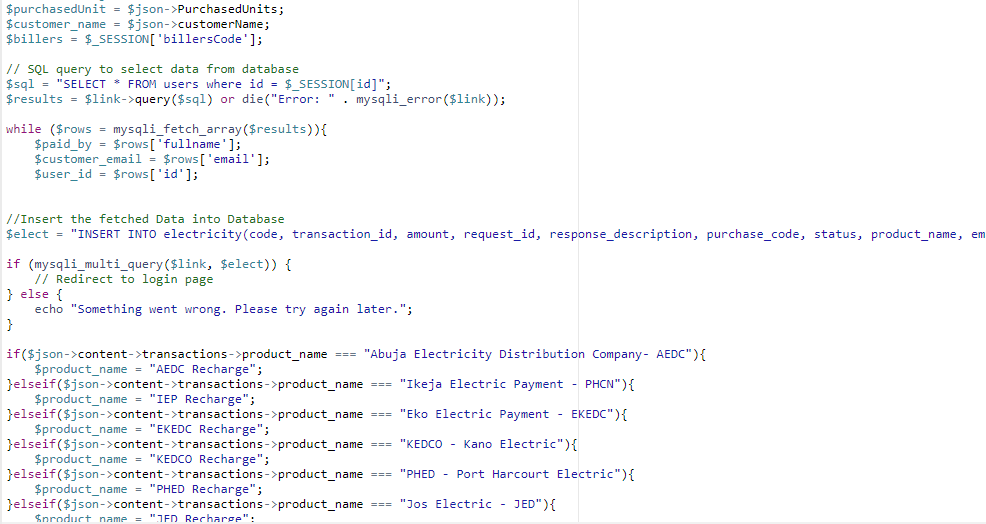 $purchasedUnit = $json->PurchasedUnits;
$customer_name = $json->customerName;
$billers = $_SESSION['billersCode'];
// SQL query to select data from database
$sql = "SELECT * FROM users where id = $_SESSION[id]";
$results = $link->query($sql) or die("Error: " . mysqli_error($link));
while ($rows = mysqli_fetch_array($results)){
$paid_by = $rows['fullname'];
$customer_email = $rows['email'];
$user_id = $rows['id'];
//Insert the fetched Data into Database
$elect = "INSERT INTO electricity(code, transaction_id, amount, request_id, response_description, purchase_code, status, product_name, em
if (mysqli_multi_query($link, $elect)) {
// Redirect to login page
} else {
echo "Something went wrong. Please try again later.";
}
if($json->content->transactions->product_name === "Abuja Electricity Distribution Company- AEDC"){
$product_name = "AEDC Recharge";
}elseif($json->content->transactions->product_name === "Ikeja Electric Payment - PHCN"){
$product_name = "IEP Recharge";
}elseif($json->content->transactions->product_name === "Eko Electric Payment - EKEDC"){
$product_name = "EKEDC Recharge";
}elseif($json->content->transactions->product_name === "KEDCO - Kano Electric"){
$product_name = "KEDCO Recharge";
}elseif($json->content->transactions->product_name === "PHED - Port Harcourt Electric"){
$product_name = "PHED Recharge";
}elseif($json->content->transactions->product_name === "Jos Electric - JED"){
$product_name = "JED Recharge";